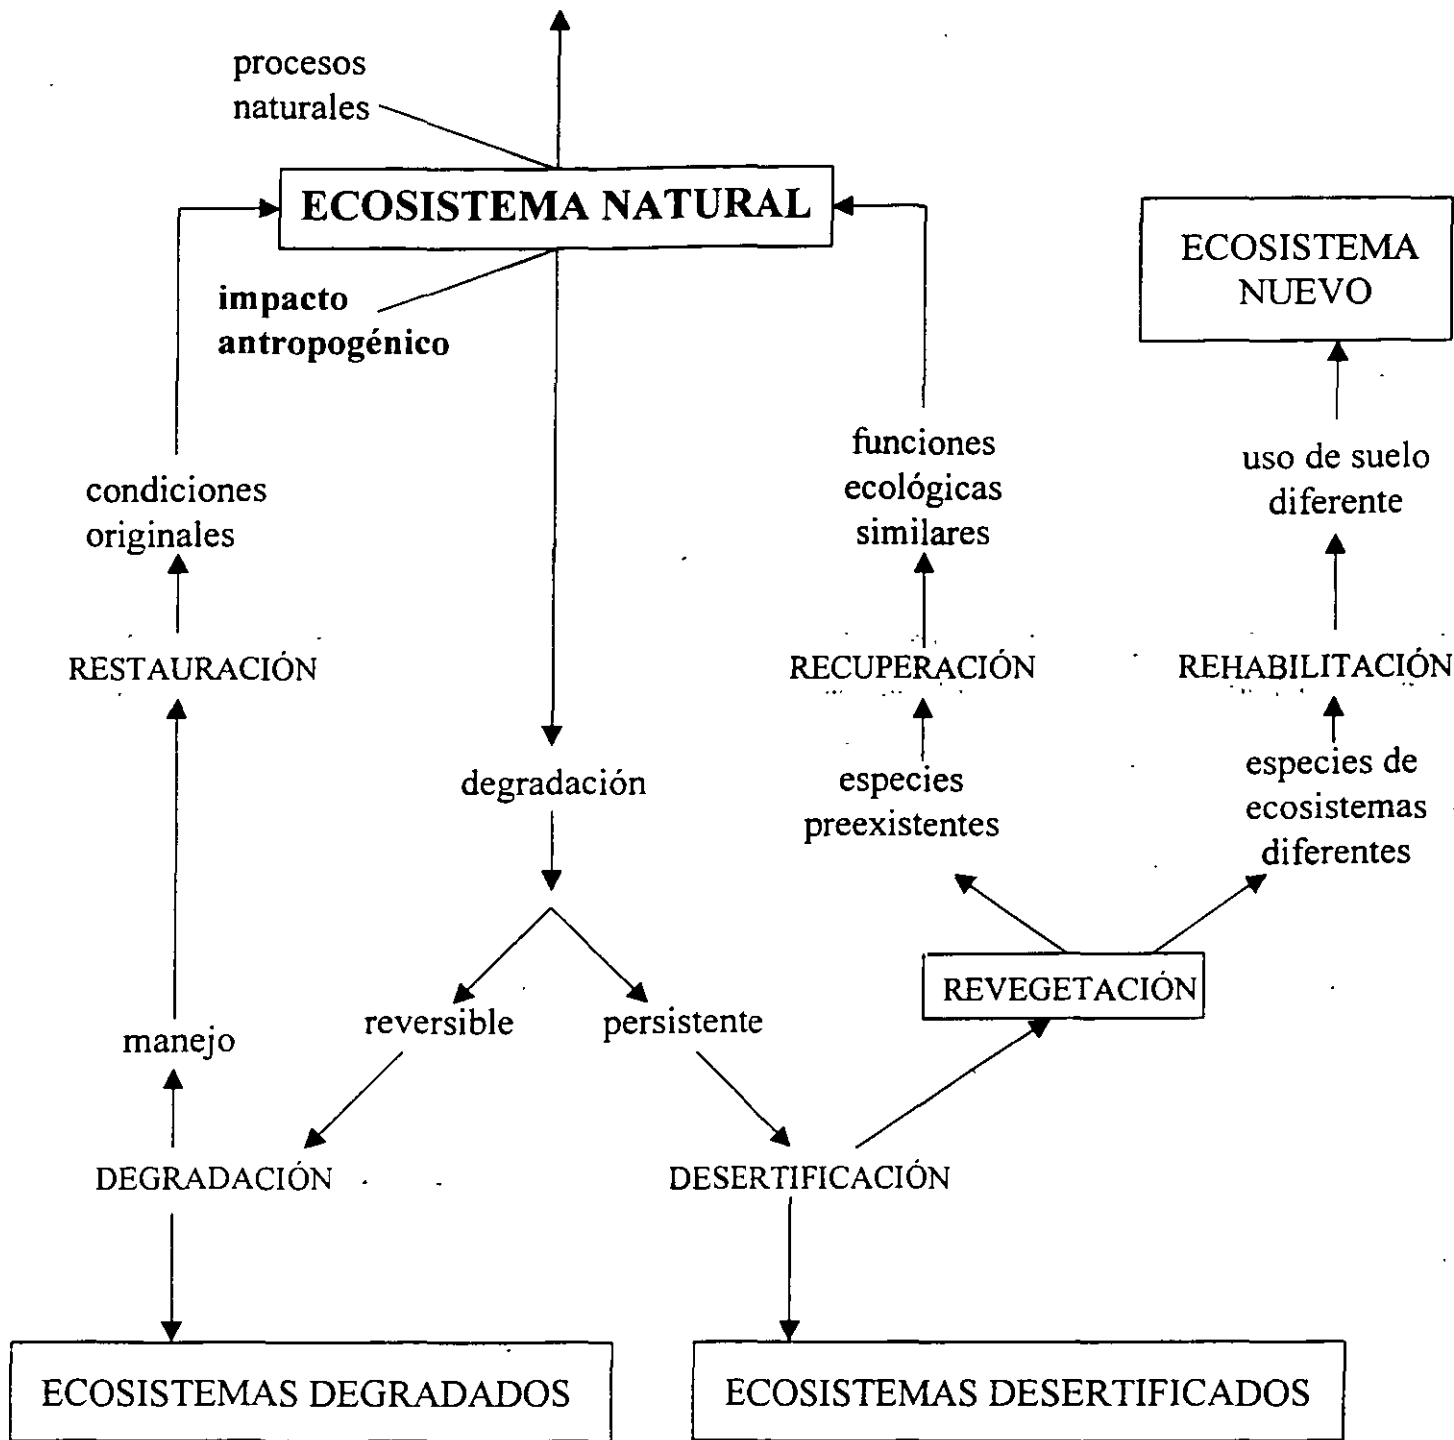 procesos
naturales
ECOSISTEMA NATURAL
impacto
antropogénico
ECOSISTEMA
NUEVO
condiciones
originales
funciones
ecológicas
similares
uso de suelo
diferente
RESTAURACIÓN
RECUPERACIÓN
REHABILITACIÓN
degradación
especies
preexistentes
especies de
ecosistemas
diferentes
REVEGETACIÓN
manejo
reversible
persistente
DEGRADACIÓN
DESERTIFICACIÓN
ECOSISTEMAS DEGRADADOS
ECOSISTEMAS DESERTIFICADOS